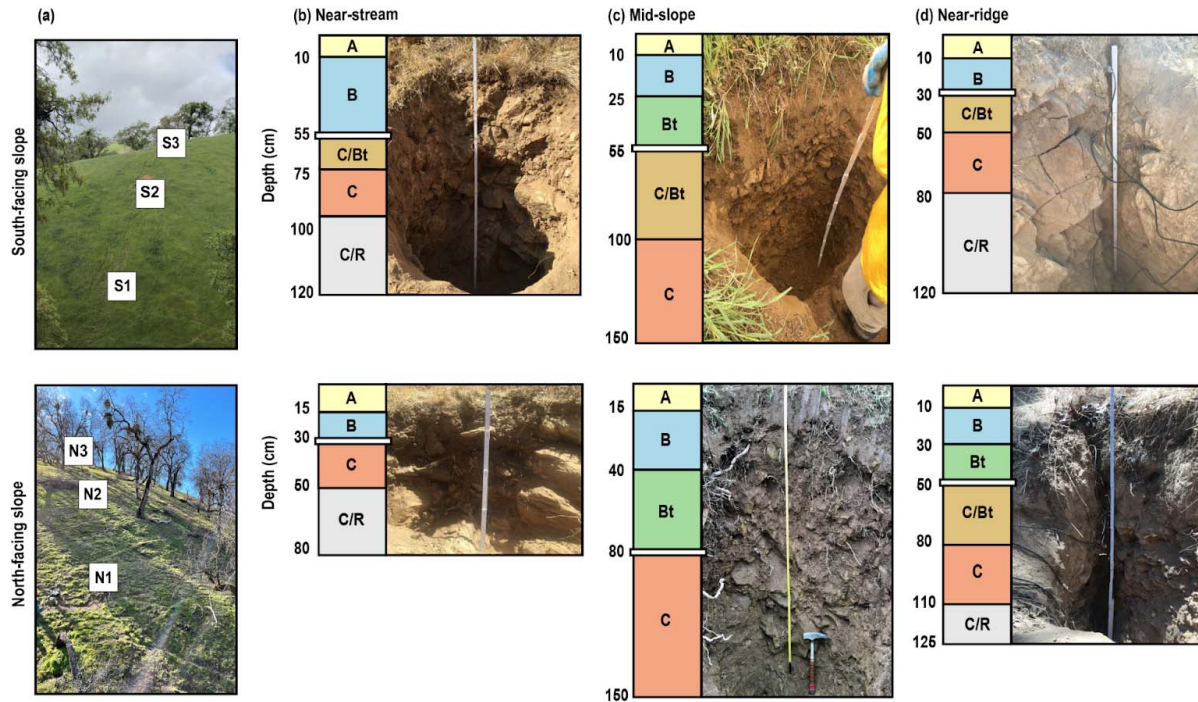 (a)
(b) Near-stream
(c) Mid-slope
(d) Near-ridge
South-facing slope
S3
S2
S1
Depth (cm)
A
10
B
55
C/Bt
75
C
100
C/R
120
A
10
B
25
Bt
65
C/Bt
100
C
150
A
10
B
30
C/Bt
50
C
80
C/R
120
North-facing slope
N3
N2
N1
Depth (cm)
A
15
B
30
C
50
C/R
80
A
15
B
40
Bt
80
C
150
A
10
B
30
Bt
50
C/Bt
80
C
110
C/R
125